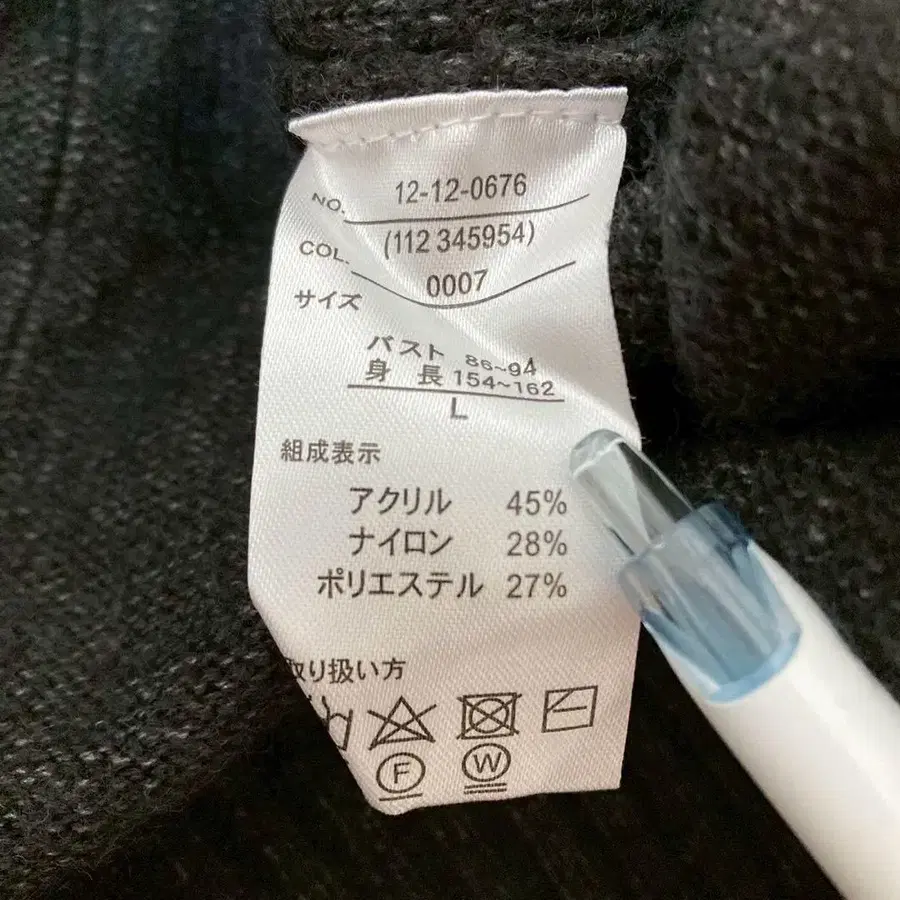 NO. 12-12-0676
(112 345954)
COL. 0007
サイズ
バスト 86~94
身 長 154~162
L
組成表示
アクリル 45%
ナイロン 28%
ポリエステル 27%
取り扱い方
F W